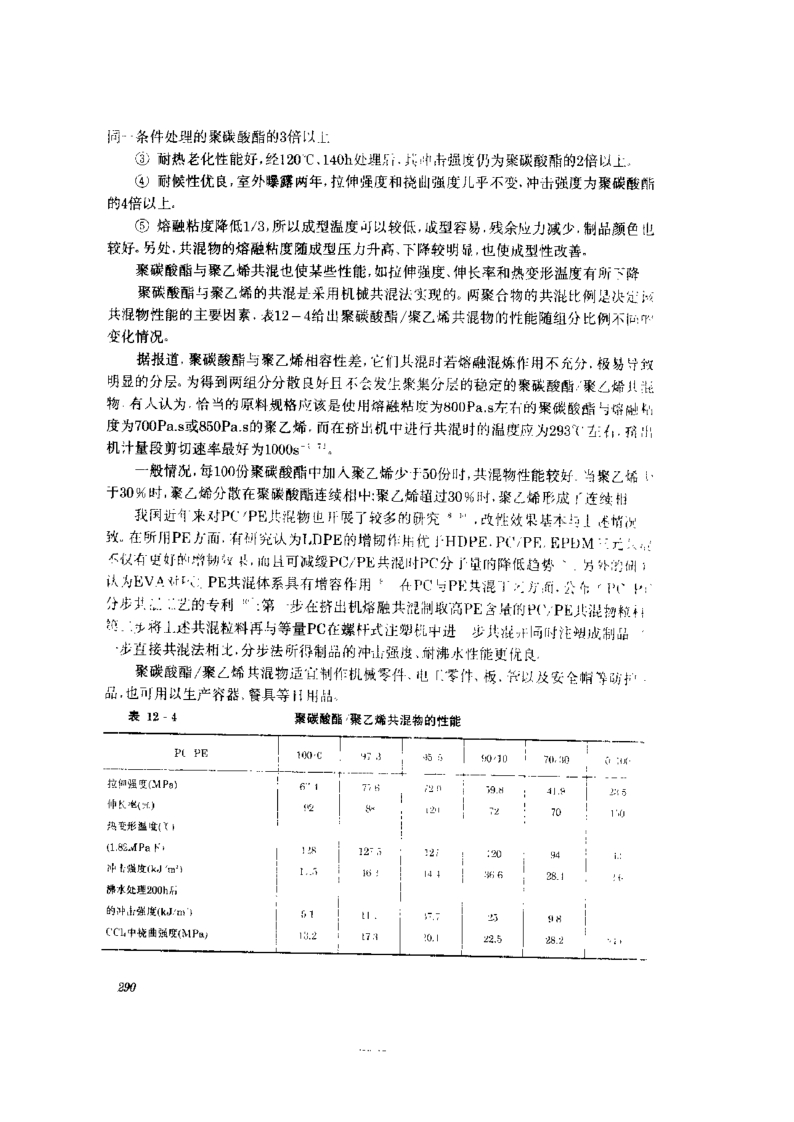 同一条件处理的聚碳酸酯的3倍以上
③ 耐热老化性能好,经120℃、140h处理后,其冲击强度仍为聚碳酸酯的2倍以上。
④ 耐候性优良,室外曝露两年,拉伸强度和挠曲强度几乎不变,冲击强度为聚碳酸酯
的4倍以上。
⑤ 熔融粘度降低1/3,所以成型温度可以较低,成型容易,残余应力减少,制品颜色也
较好。另处,共混物的熔融粘度随成型压力升高、下降较明显,也使成型性改善。
聚碳酸酯与聚乙烯共混也使某些性能,如拉伸强度、伸长率和热变形温度有所下降
聚碳酸酯与聚乙烯的共混是采用机械共混法实现的。两聚合物的共混比例是决定该
共混物性能的主要因素,表12-4给出聚碳酸酯/聚乙烯共混物的性能随组分比例不同的
变化情况。
据报道,聚碳酸酯与聚乙烯相容性差,它们共混时若熔融混炼作用不充分,极易导致
明显的分层。为得到两组分分散良好且不会发生聚集分层的稳定的聚碳酸酯/聚乙烯共混
物,有人认为,恰当的原料规格应该是使用熔融粘度为800Pa.s左右的聚碳酸酯与熔融粘
度为700Pa.s或850Pa.s的聚乙烯,而在挤出机中进行共混时的温度应为293℃左右,挤出
机计量段剪切速率最好为1000s
一般情况,每100份聚碳酸酯中加入聚乙烯少于50份时,共混物性能较好,当聚乙烯
于30%时,聚乙烯分散在聚碳酸酯连续相中;聚乙烯超过30%时,聚乙烯形成了连续相
我国近年来对PC/PE共混物也开展了较多的研究,改性效果基本与上述情况
致。在所用PE方面,有研究认为LDPE的增韧作用优于HDPE,PC/PE,EPDM三元
不仅有更好的增韧效果,而且可减缓PC/PE共混时PC分子量的降低趋势 另外的研
认为EVA对PC PE共混体系具有增容作用 在PC与PE共混工艺方面,公布了PC PE
分步共混工艺的专利 :第一步在挤出机熔融共混制取高PE含量的PC/PE共混物粒料
第二步将上述共混粒料再与等量PC在螺杆式注塑机中进一步共混并同时注塑成制品
一步直接共混法相比,分步法所得制品的冲击强度、耐沸水性能更优良
聚碳酸酯/聚乙烯共混物适宜制作机械零件、电工零件、板、管以及安全帽等防护
品,也可用以生产容器、餐具等日用品。
表 12-4 聚碳酸酯/聚乙烯共混物的性能
PC PE 100:0 97:3 95 5 90:10 70:30
拉伸强度(MPa) 77.6 72.0 59.8 41.9
伸长率(%) 92 120 72 70
热变形温度(℃)
(1.82MPa下) 128 127.5 127 120 94
冲击强度(kJ/m²) 14.4 36.6 28.1
沸水处理200h后
的冲击强度(kJ/m²) 25 9.8
CCl₄中挠曲强度(MPa) 13.2 22.5 28.2
290